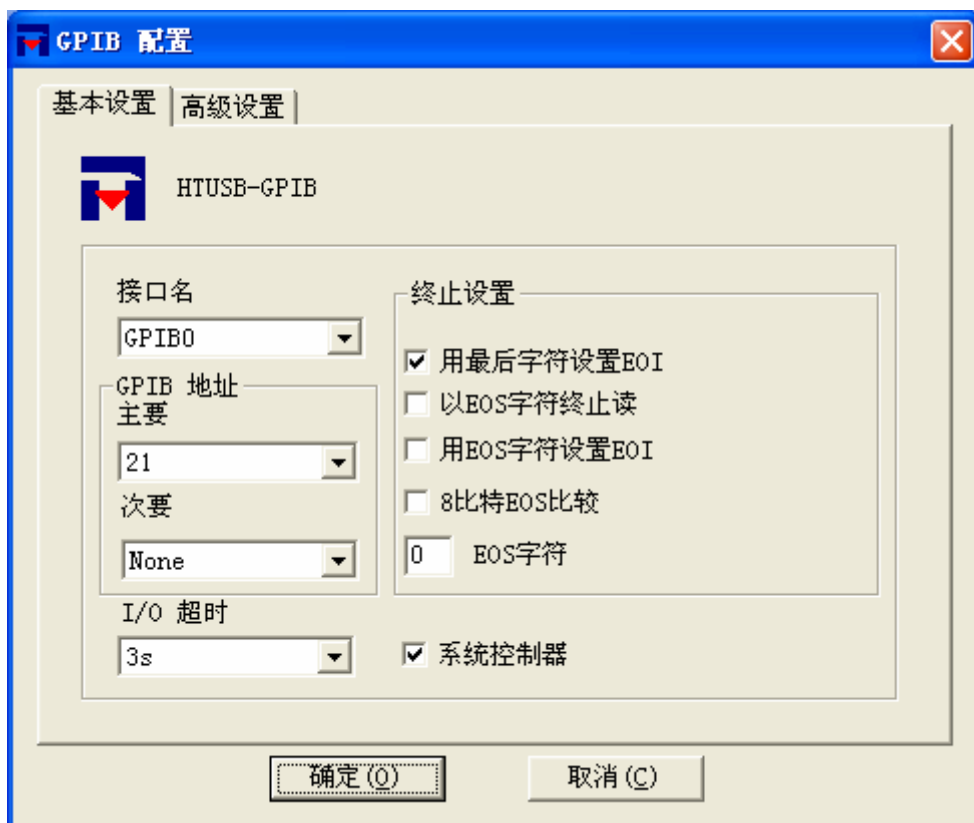 GPIB 配置
基本设置 高级设置
HTUSB-GPIB
接口名
GPIB0
GPIB 地址
主要
21
次要
None
I/O 超时
3s
终止设置
用最后字符设置EOI
以EOS字符终止读
用EOS字符设置EOI
8比特EOS比较
0 EOS字符
系统控制器
确定(O) 取消(C)